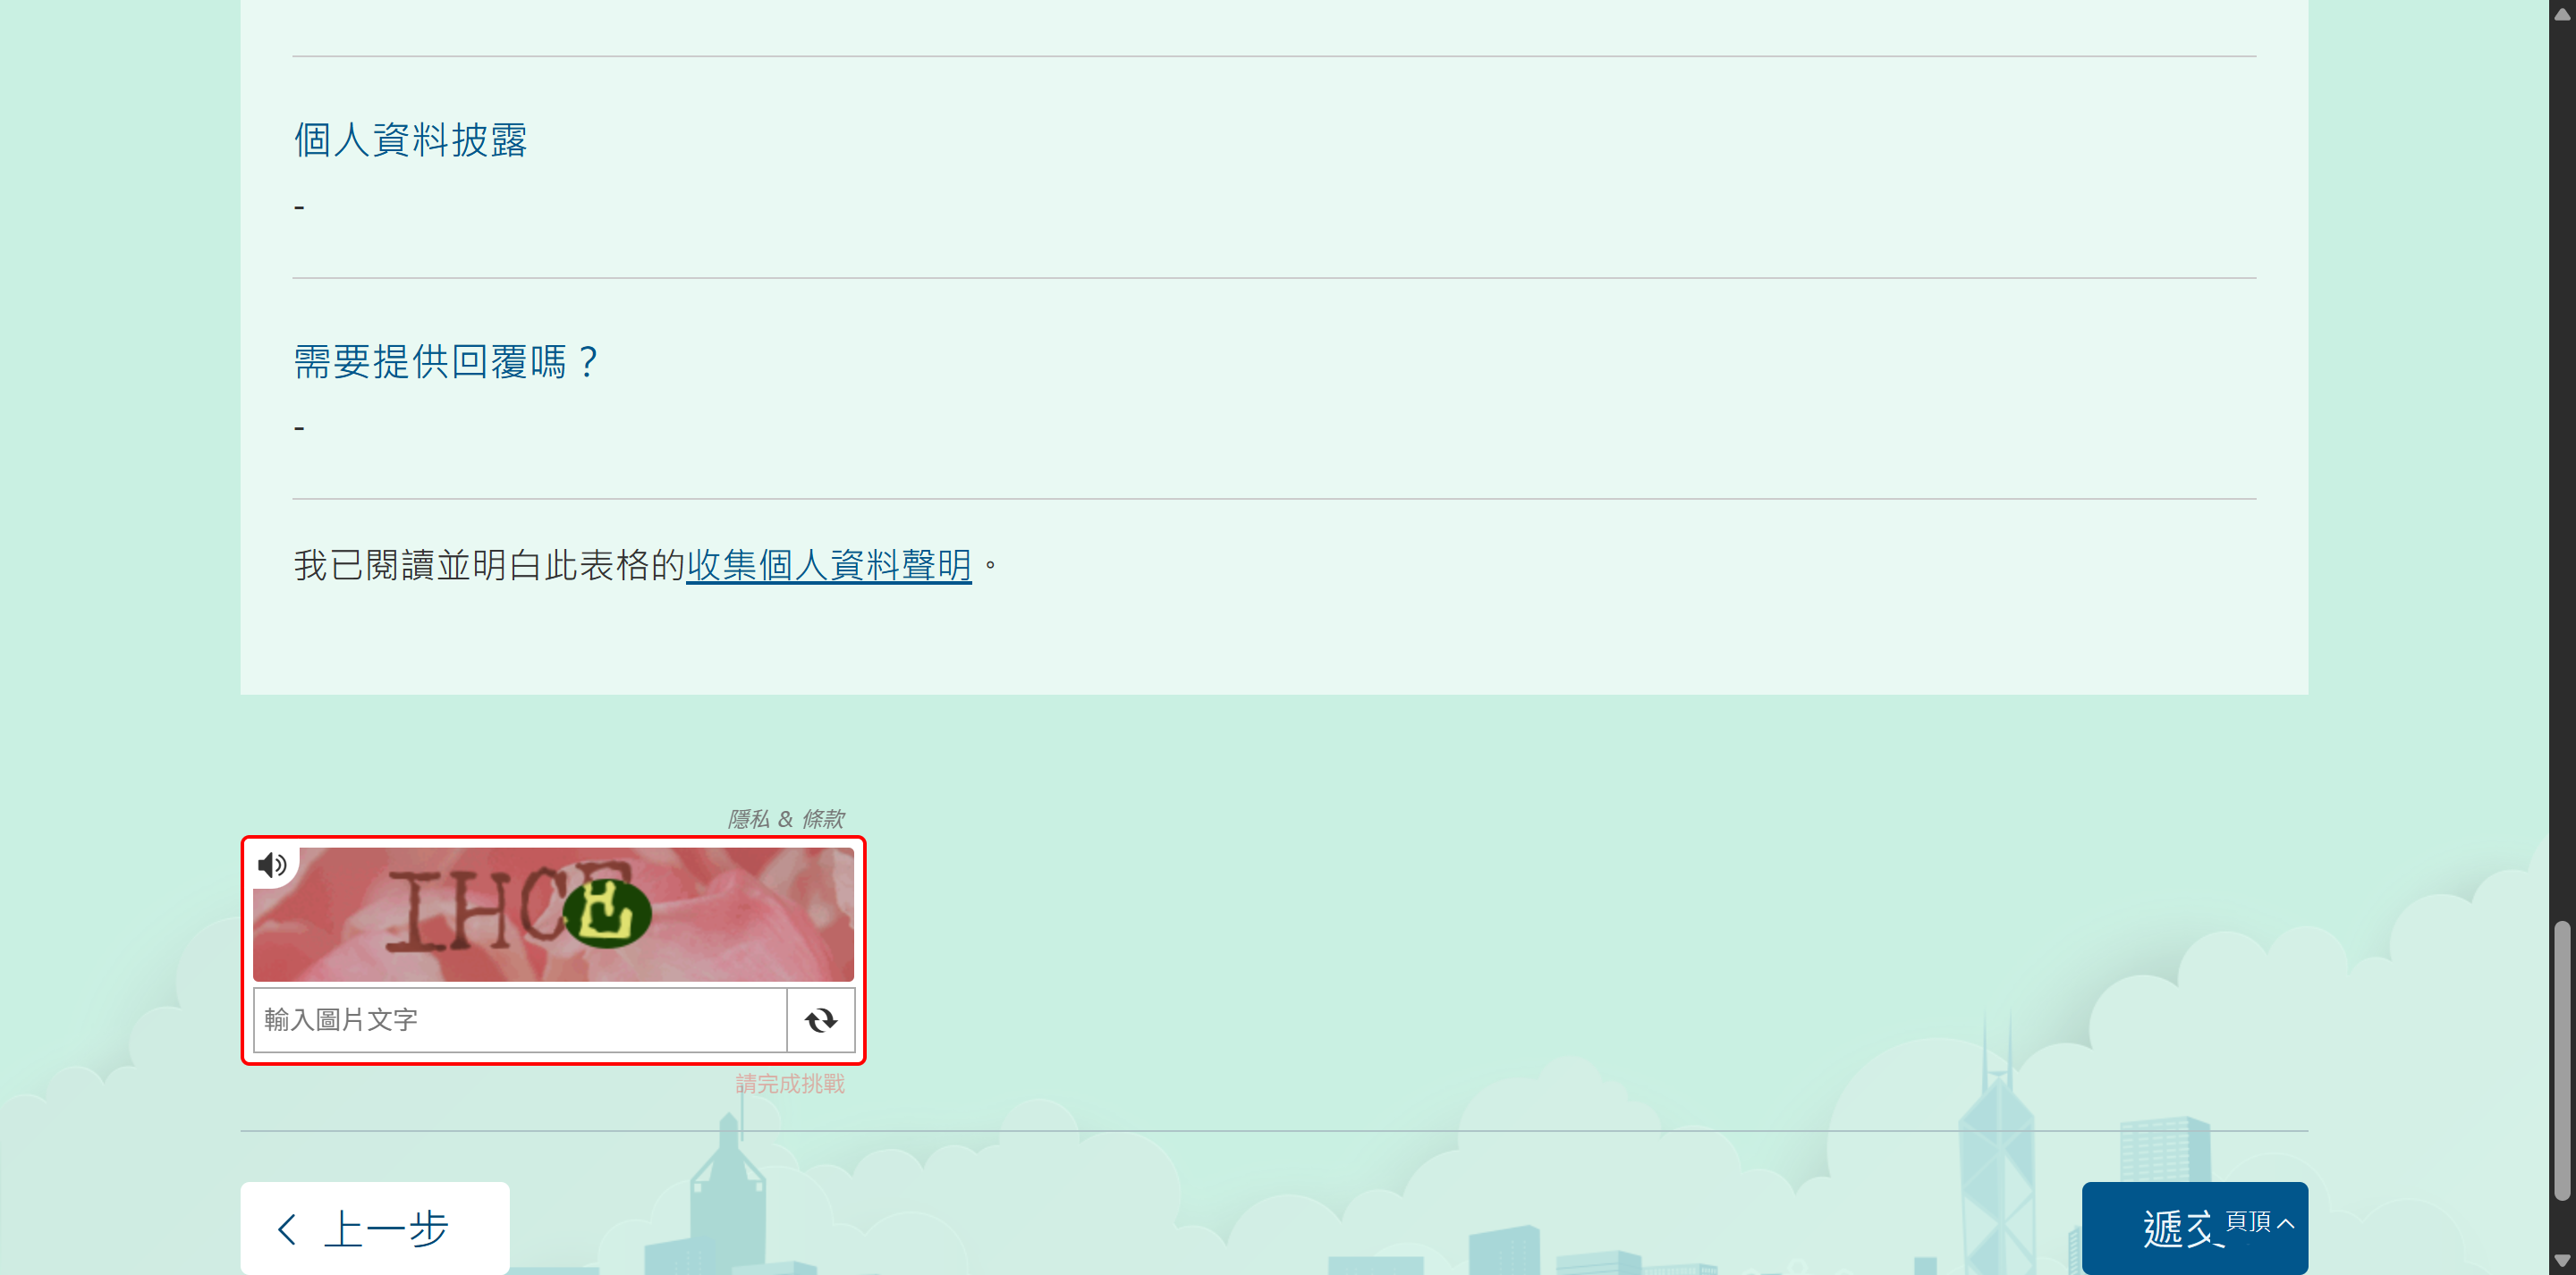 個人資料披露
-
需要提供回覆嗎？
-
我已閱讀並明白此表格的收集個人資料聲明。
隱私 & 條款
輸入圖片文字
請完成挑戰
上一步
遞交
頁頂